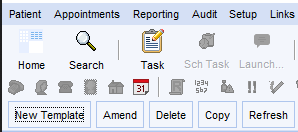 Patient Appointments Reporting Audit Setup Links
Home Search Task Sch Task Launch...
31
New Template Amend Delete Copy Refresh